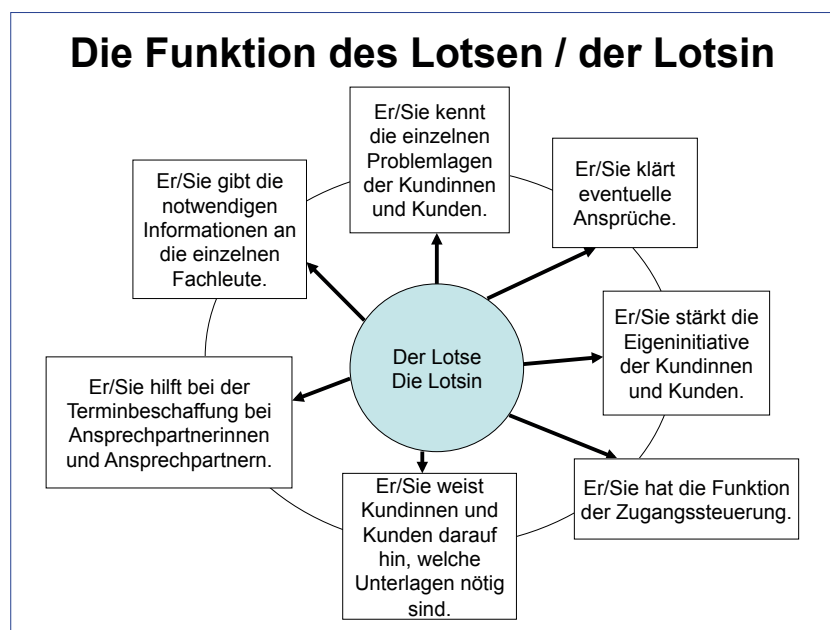 Die Funktion des Lotsen / der Lotsin
Er/Sie kennt
die einzelnen
Problemlagen
der Kundinnen
und Kunden.
Er/Sie klärt
eventuelle
Ansprüche.
Er/Sie gibt die
notwendigen
Informationen an
die einzelnen
Fachleute.
Der Lotse
Die Lotsin
Er/Sie stärkt die
Eigeninitiative
der Kundinnen
und Kunden.
Er/Sie hilft bei der
Terminbeschaffung bei
Ansprechpartnerinnen
und Ansprechpartnern.
Er/Sie hat die Funktion
der Zugangssteuerung.
Er/Sie weist
Kundinnen und
Kunden darauf
hin, welche
Unterlagen nötig
sind.